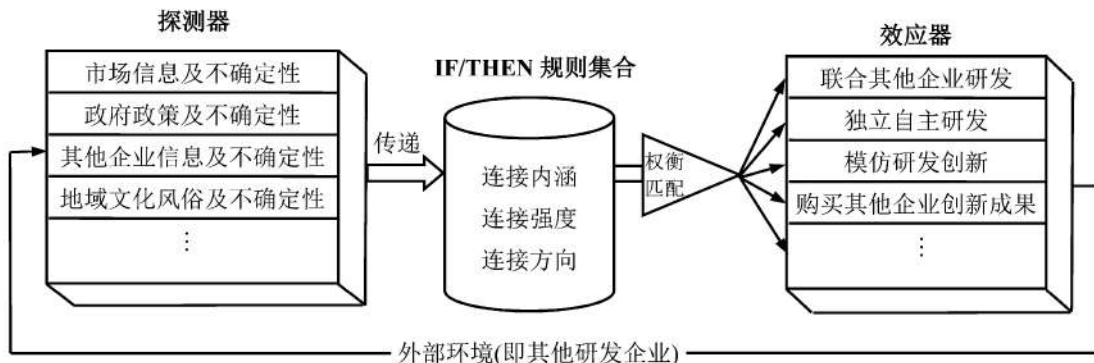 探测器
市场信息及不确定性
政府政策及不确定性
其他企业信息及不确定性
地域文化风俗及不确定性
⋮
传递
IF/THEN 规则集合
连接内涵
连接强度
连接方向
权衡
匹配
效应器
联合其他企业研发
独立自主研发
模仿研发创新
购买其他企业创新成果
⋮
外部环境(即其他研发企业)